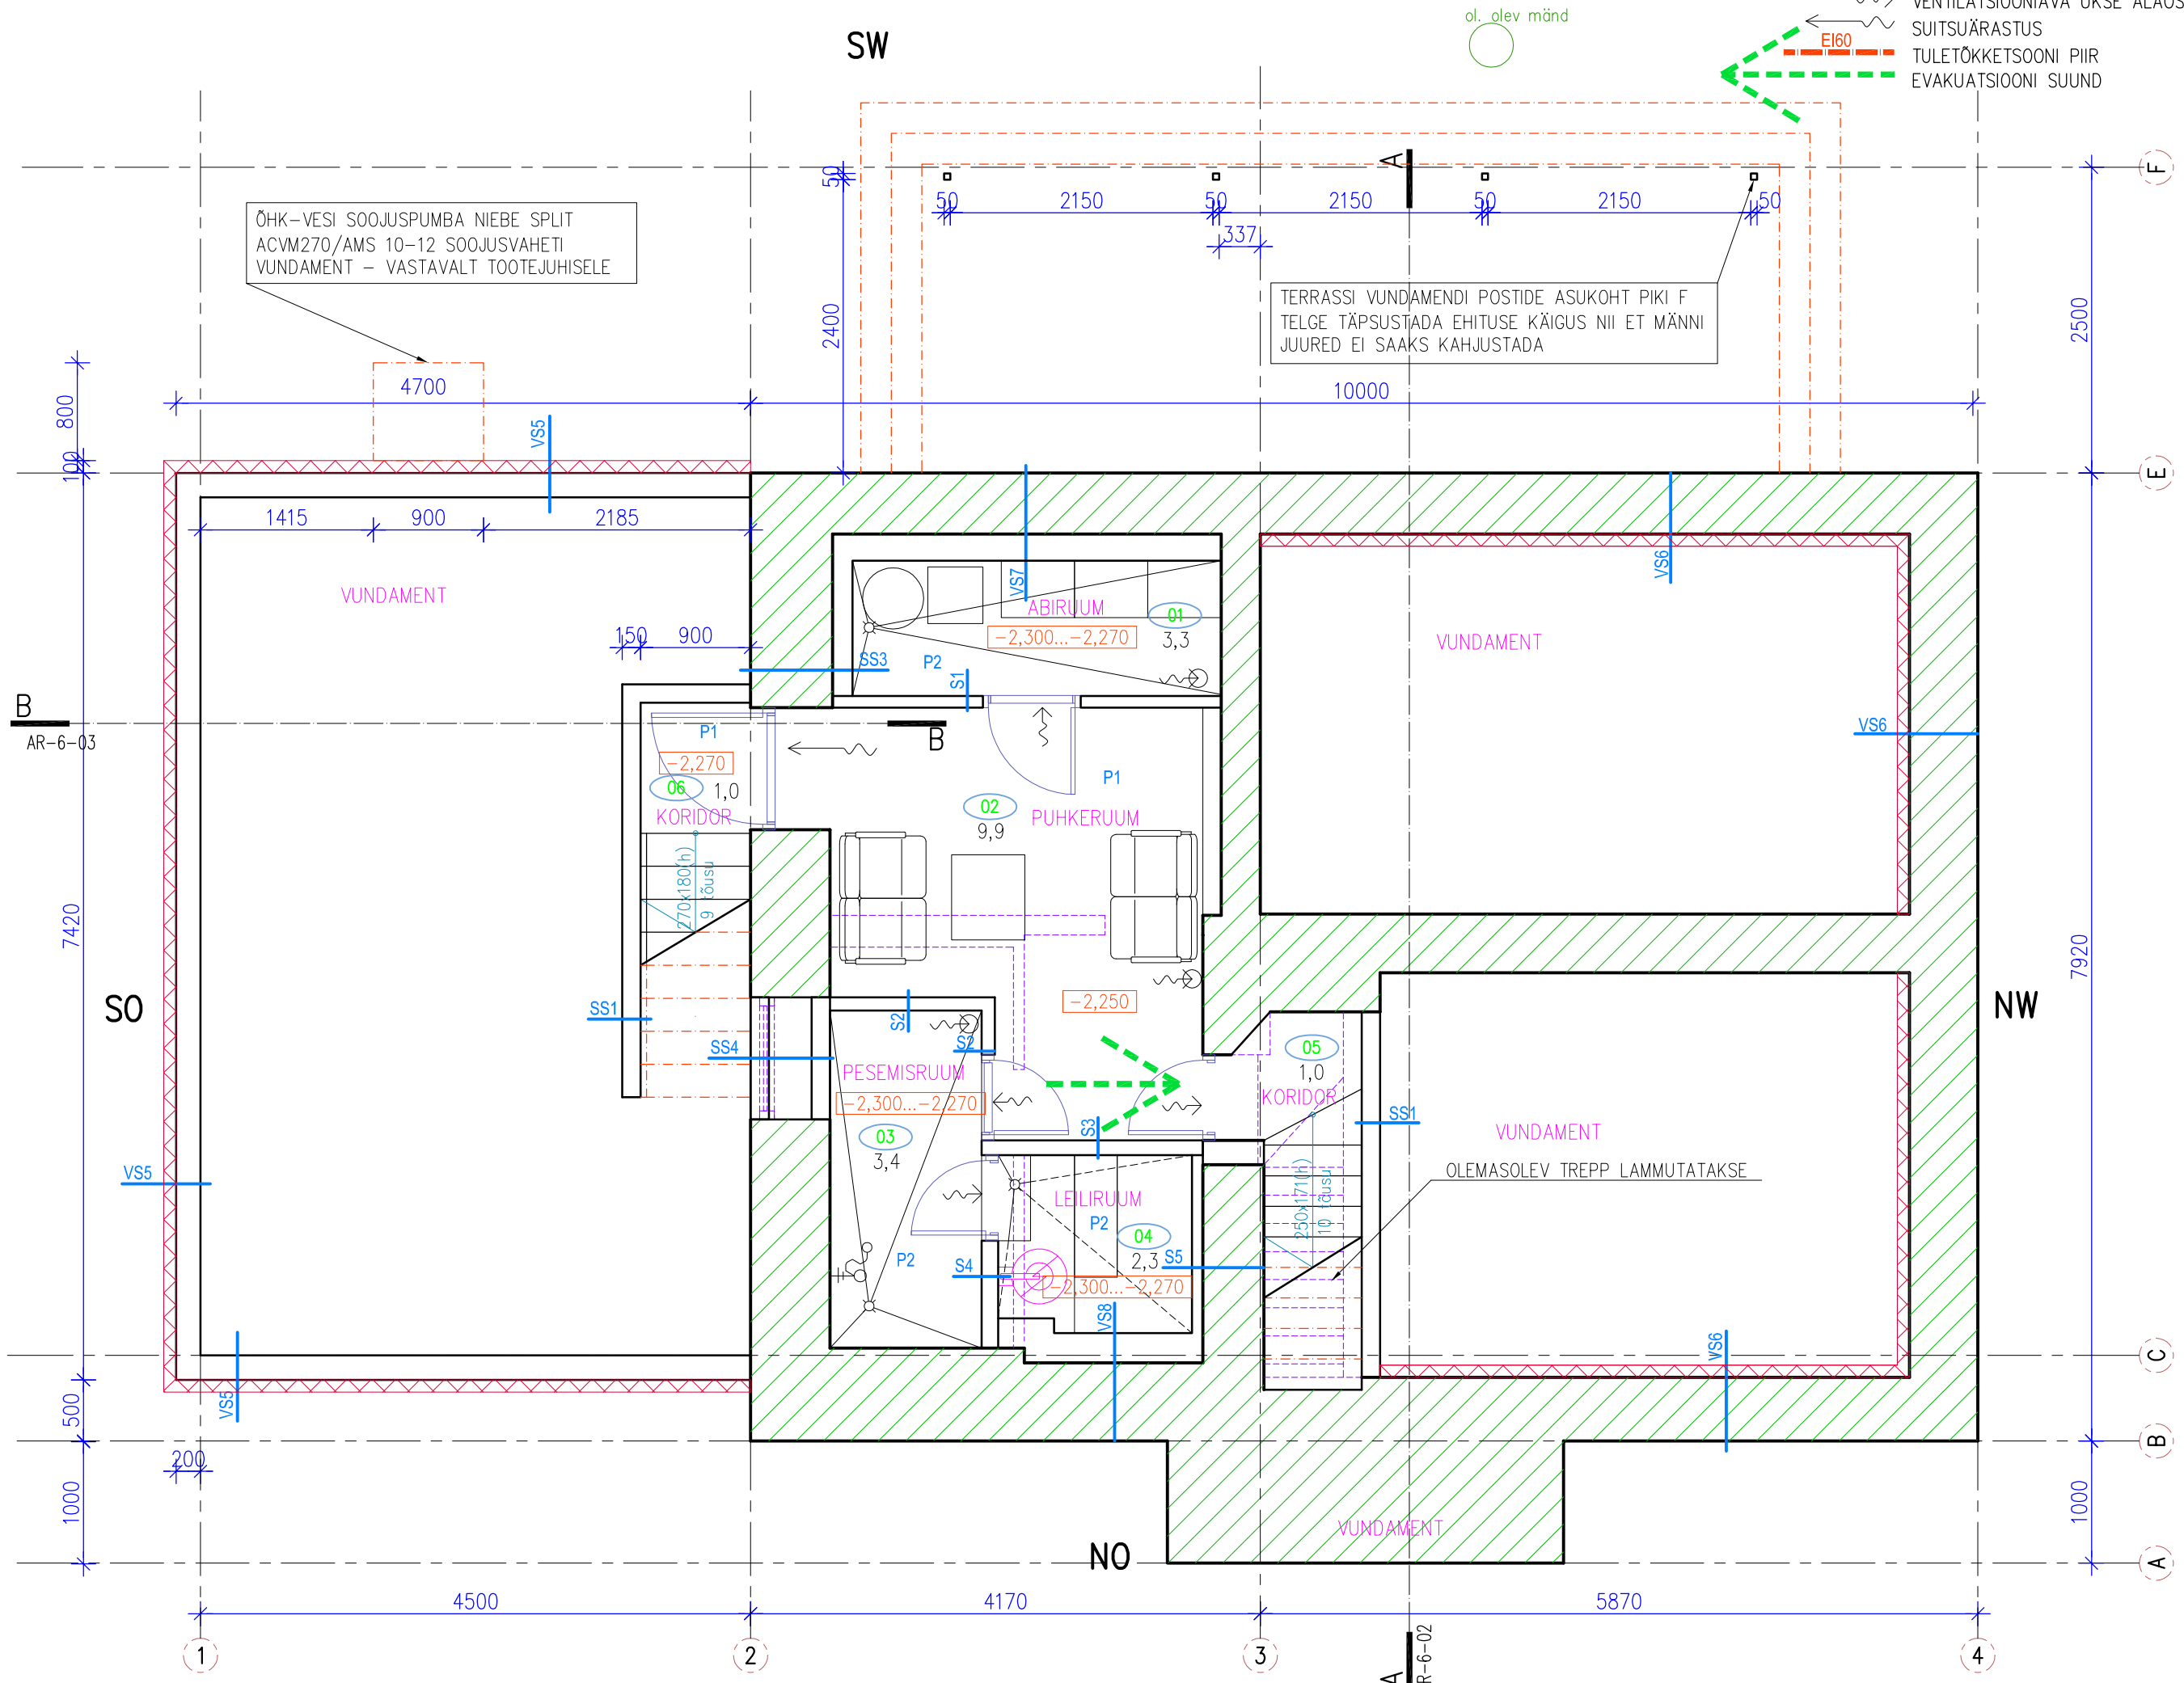 VENTILATSIOONIAVA UKSE ALAOS
ol. olev mänd
SUITSUÄRASTUS
SW
EI60
TULETÕKKETSOONI PIIR
EVAKUATSIOONI SUUND
A
F
50
50
2150
50
2150
50
2150
50
337
ÕHK-VESI SOOJUSPUMBA NIEBE SPLIT
ACVM270/AMS 10-12 SOOJUSVAHETI
VUNDAMENT - VASTAVALT TOOTEJUHISELE
TERRASSI VUNDAMENDI POSTIDE ASUKOHT PIKI F
TELGE TÄPSUSTADA EHITUSE KÄIGUS NII ET MÄNNI
JUURED EI SAAKS KAHJUSTADA
2400
2500
4700
10000
800
100
VS5
E
1415
900
2185
VS7
VS6
VUNDAMENT
ABIRUUM
01
3,3
-2,300...-2,270
P2
SS3
S1
150
900
VUNDAMENT
B
AR-6-03
B
P1
-2,270
06
1,0
KORIDOR
P1
02
9,9
PUHKERUUM
VS6
270x180(h)
9 tõusu
7420
7920
SO
NW
-2,250
SS1
S2
S2
SS4
PESEMISRUUM
-2,300...-2,270
03
3,4
05
1,0
KORIDOR
SS1
S3
VUNDAMENT
OLEMASOLEV TREPP LAMMUTATAKSE
VS5
LEILIRUUM
P2
04
2,3
-2,300...-2,270
250x171(h)
10 tõusu
P2
S4
S5
VS8
VS6
C
VS5
500
B
200
1000
1000
VUNDAMENT
NO
A
4500
4170
5870
1
2
3
4
A
R-6-02